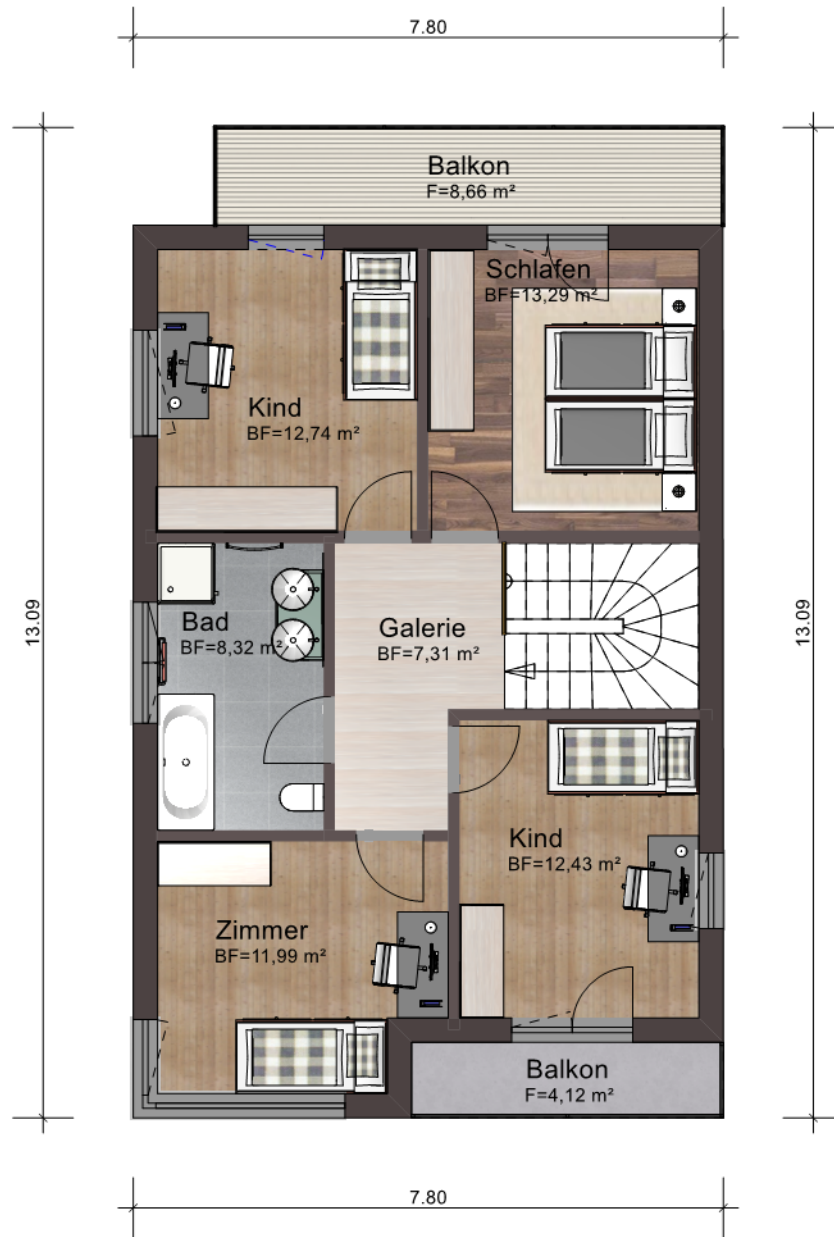 7.80
Balkon
F=8,66 m²
Schlafen
BF=13,29 m²
Kind
BF=12,74 m²
13.09
13.09
Bad
BF=8,32 m²
Galerie
BF=7,31 m²
Kind
BF=12,43 m²
Zimmer
BF=11,99 m²
Balkon
F=4,12 m²
7.80